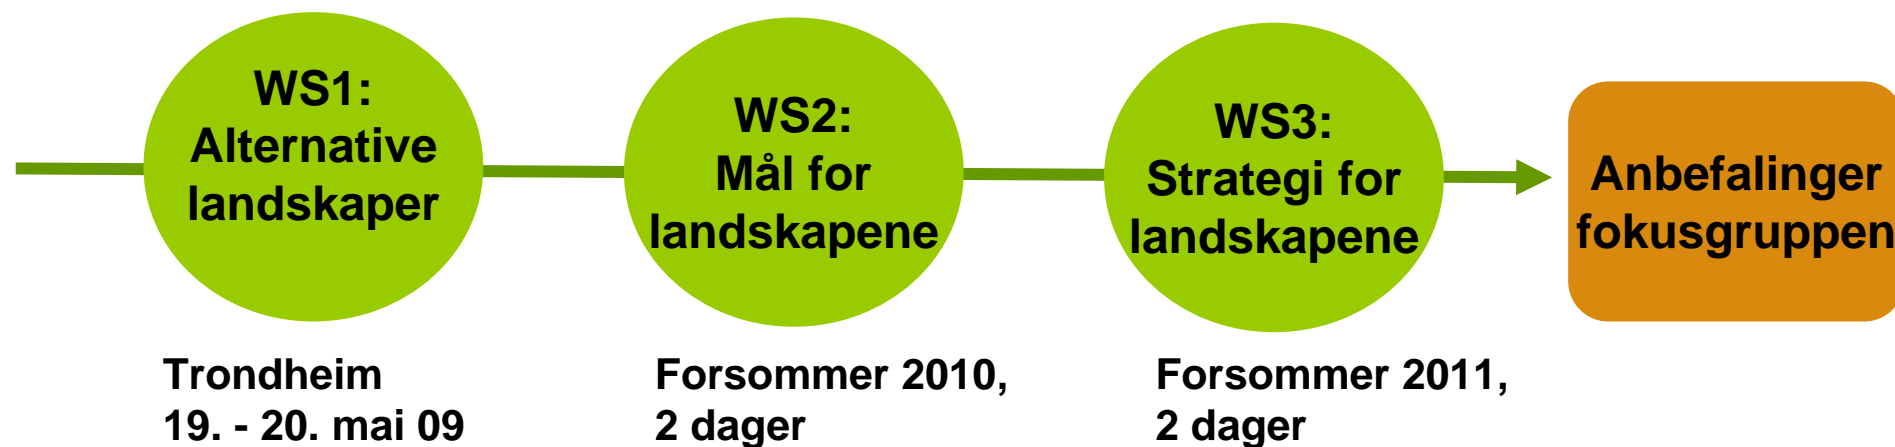 WS1:
Alternative
landskaper
WS2:
Mål for
landskapene
WS3:
Strategi for
landskapene
Anbefalinger
fokusgruppen
Trondheim
19. - 20. mai 09
Forsommer 2010,
2 dager
Forsommer 2011,
2 dager